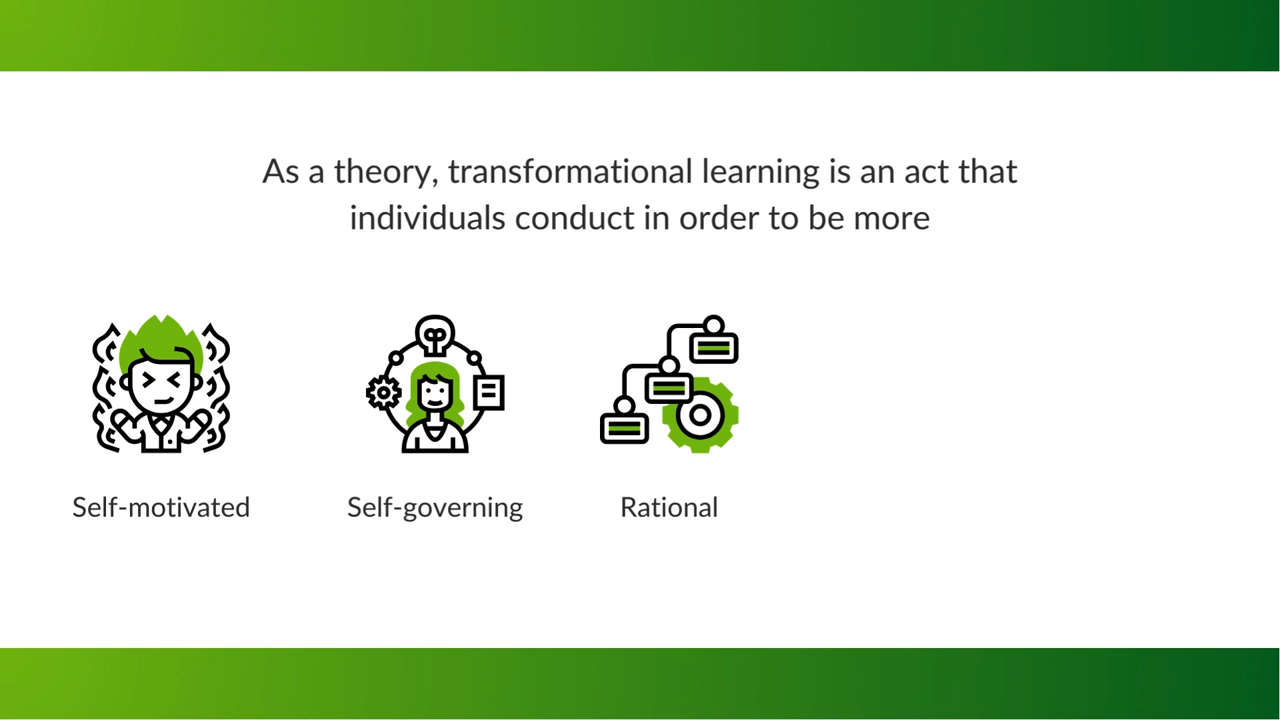 As a theory, transformational learning is an act that
individuals conduct in order to be more
Self-motivated
Self-governing
Rational